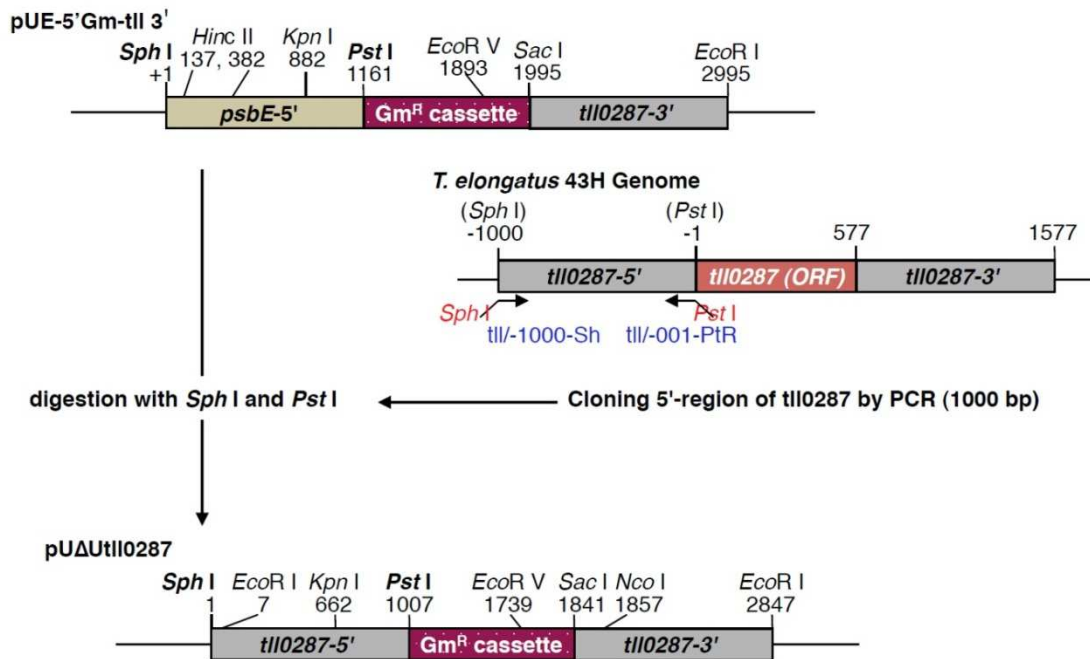 pUE-5'Gm-tll 3'
Hinc II Kpn I EcoR V Sac I EcoR I
Sph I 137, 382 882 Pst I 1893 1995 2995
+1 1161
psbE-5' Gmᴿ cassette tll0287-3'
T. elongatus 43H Genome
(Sph I) (Pst I)
-1000 -1 577 1577
tll0287-5' tll0287 (ORF) tll0287-3'
Sph I Pst I
tll/-1000-Sh tll/-001-PtR
digestion with Sph I and Pst I Cloning 5'-region of tll0287 by PCR (1000 bp)
pUΔUtll0287
Sph I EcoR I Kpn I Pst I EcoR V Sac I Nco I EcoR I
1 7 662 1007 1739 1841 1857 2847
tll0287-5' Gmᴿ cassette tll0287-3'